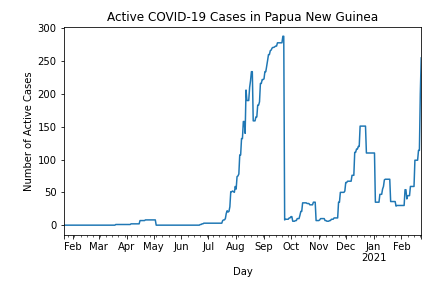 Active COVID-19 Cases in Papua New Guinea
Number of Active Cases
300
250
200
150
100
50
0
Feb Mar Apr May Jun Jul Aug Sep Oct Nov Dec Jan Feb
2021
Day